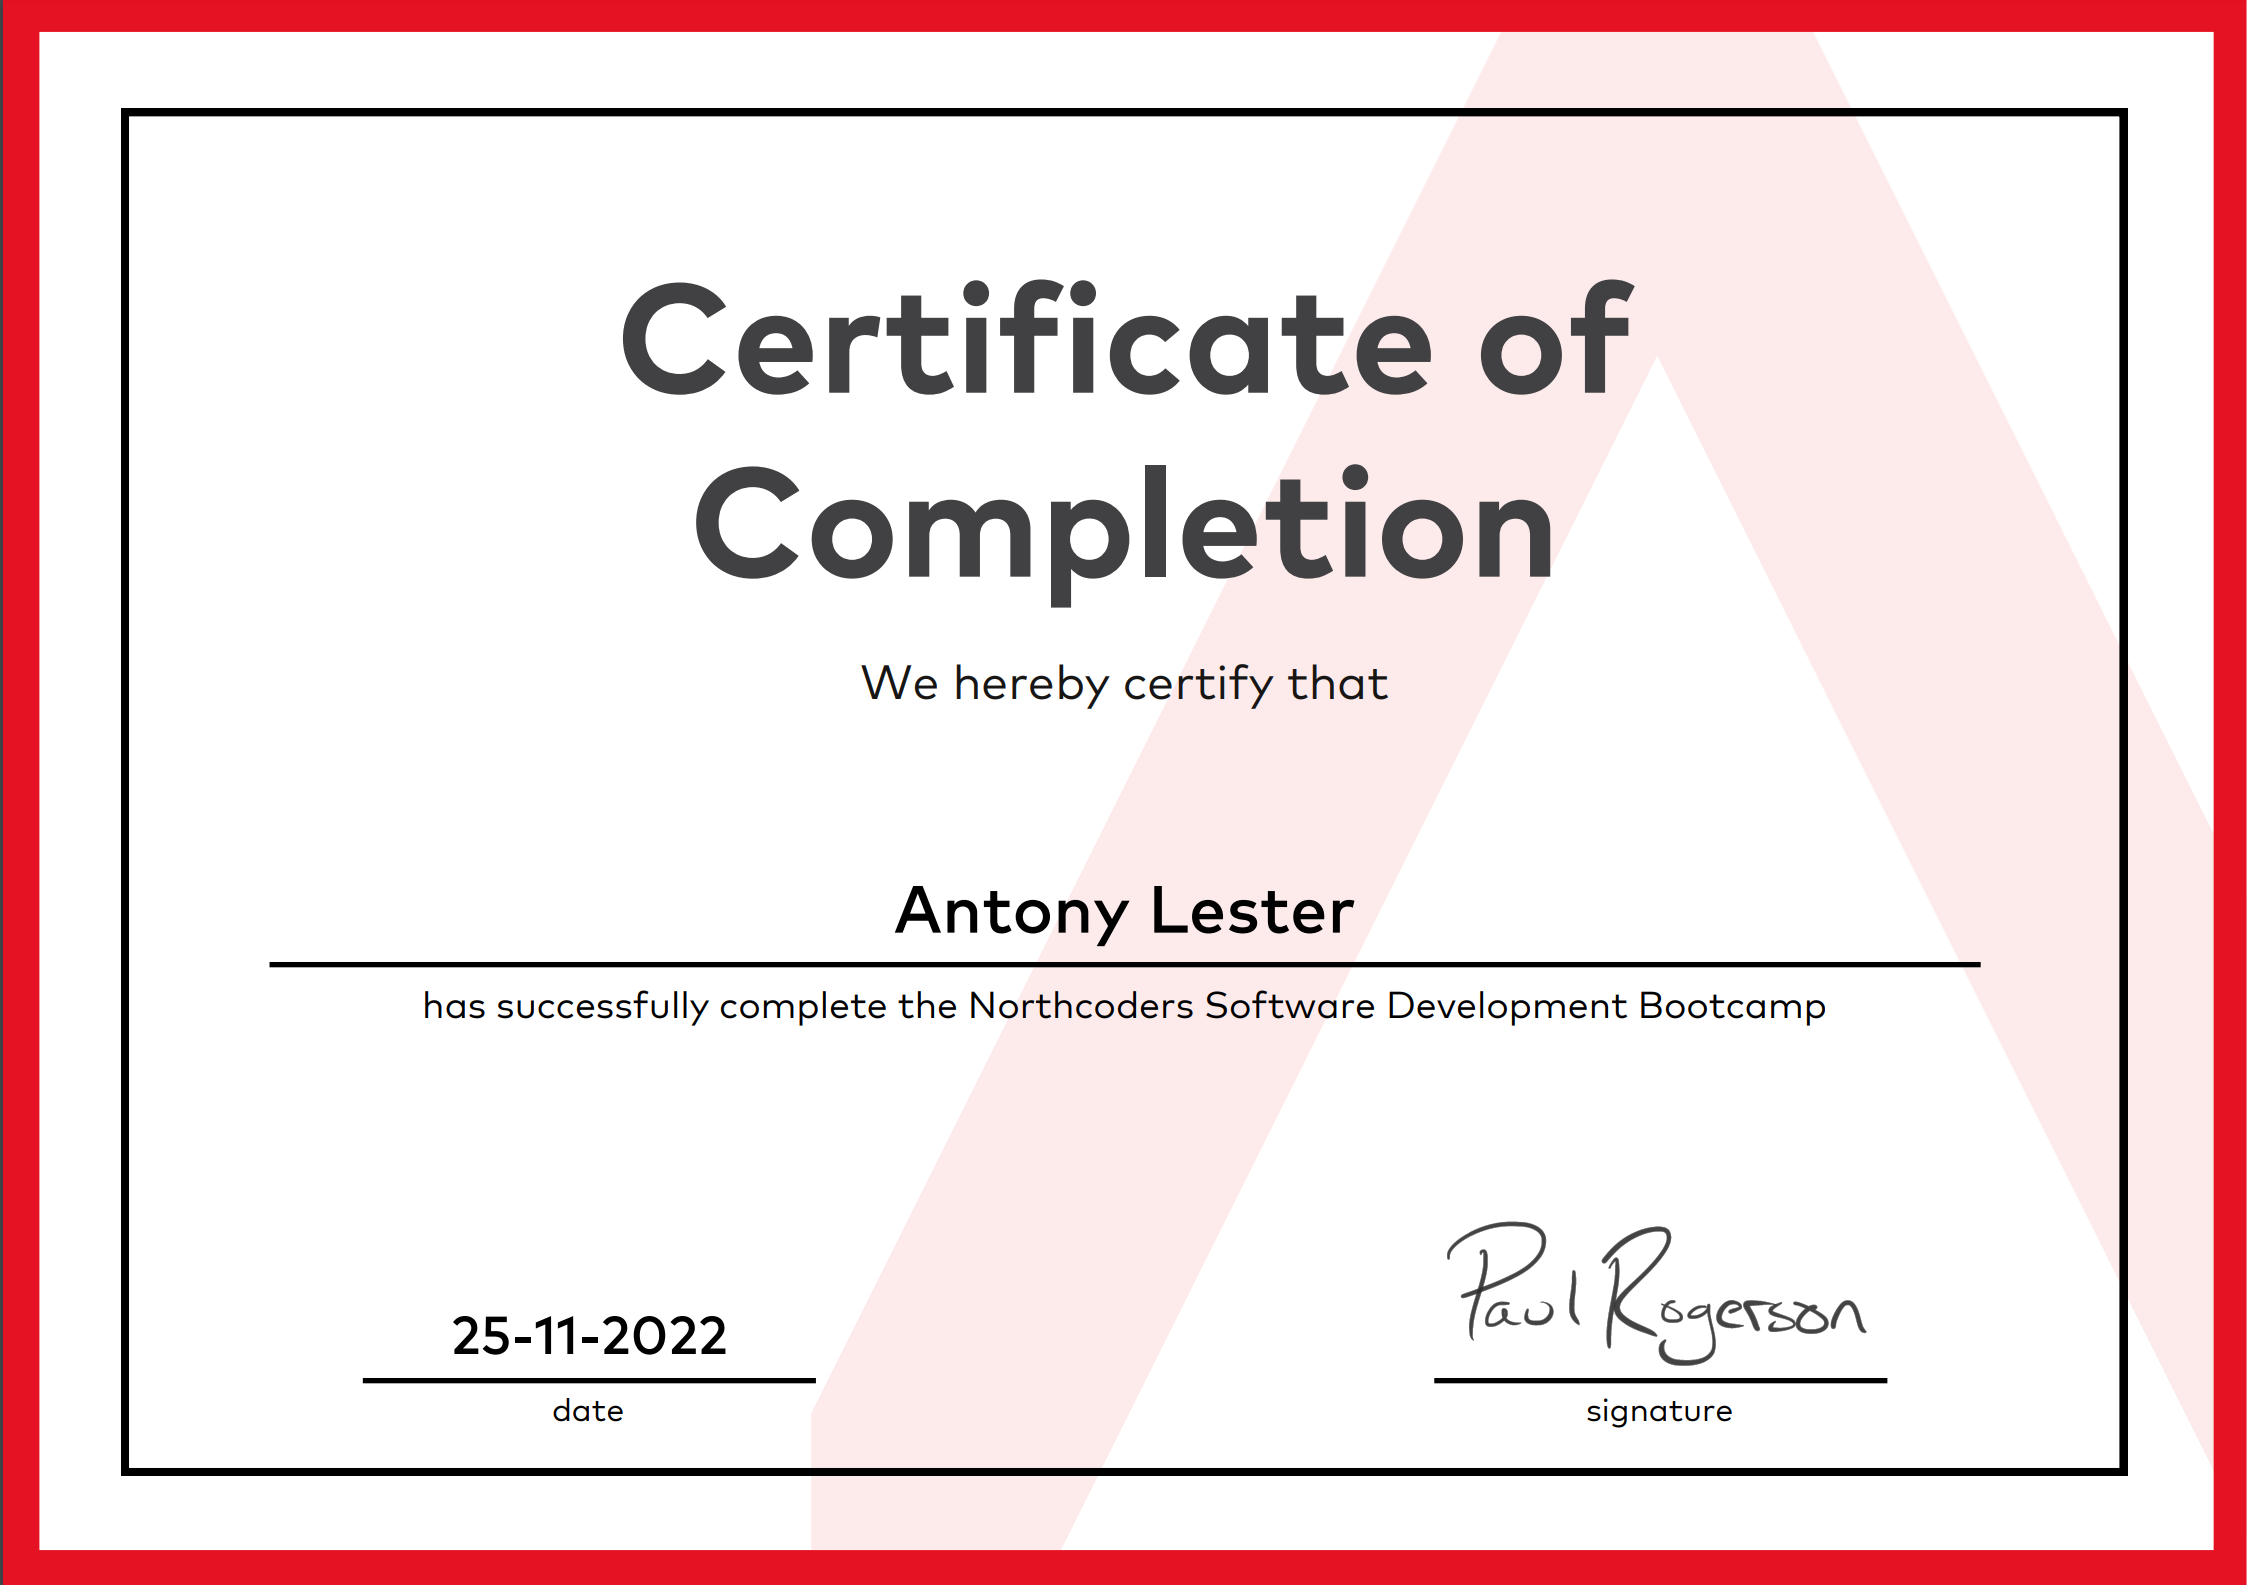 Certificate of
Completion
We hereby certify that
Antony Lester
has successfully complete the Northcoders Software Development Bootcamp
Paul Rogerson
25-11-2022
date
signature